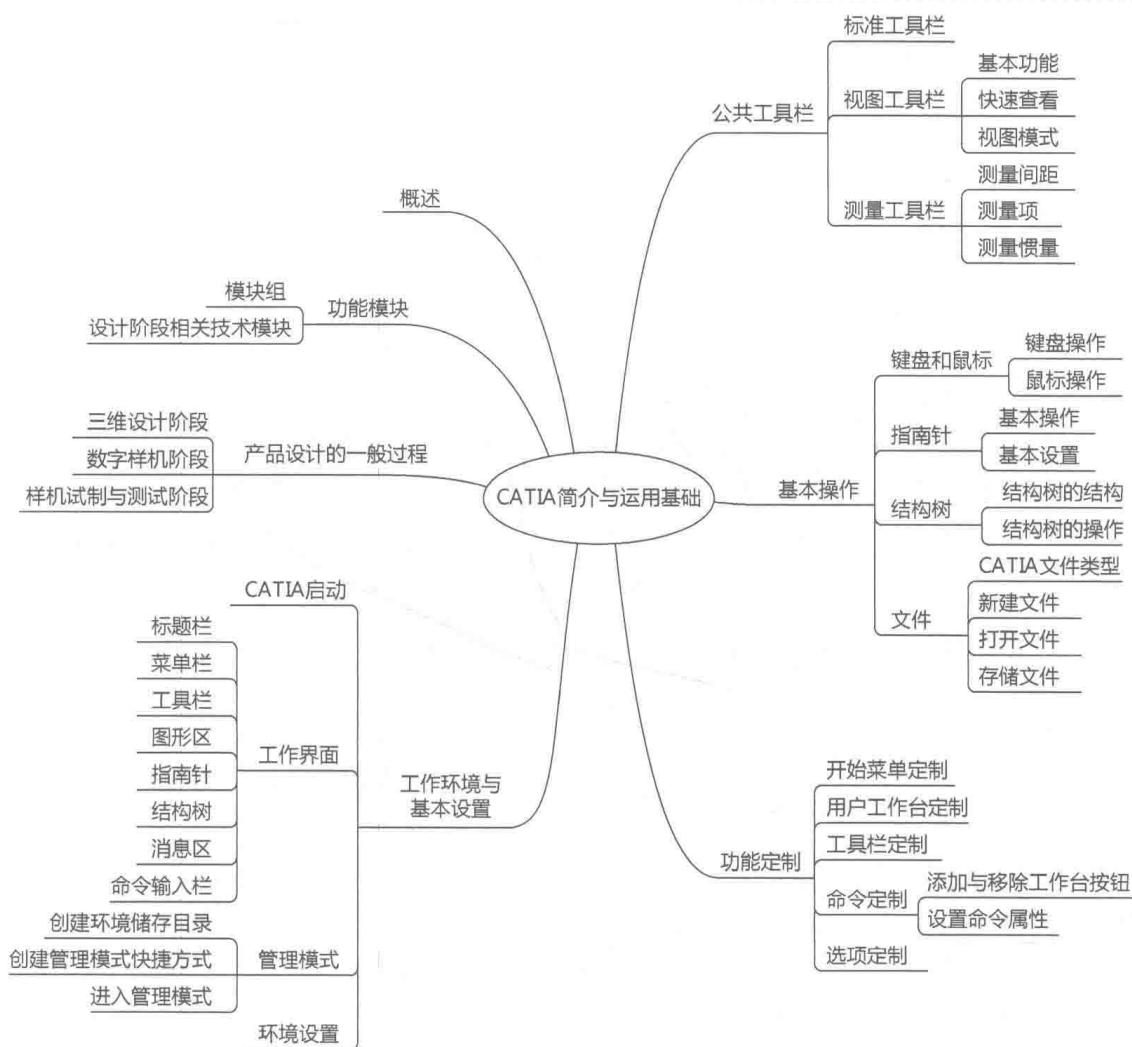 标准工具栏
基本功能
视图工具栏
快速查看
公共工具栏
视图模式
测量间距
测量工具栏
测量项
测量惯量
概述
模块组
功能模块
设计阶段相关技术模块
三维设计阶段
数字样机阶段
产品设计的一般过程
样机试制与测试阶段
CATIA简介与运用基础
键盘和鼠标
键盘操作
鼠标操作
指南针
基本操作
基本设置
基本操作
结构树
结构树的结构
结构树的操作
文件
CATIA文件类型
新建文件
打开文件
存储文件
CATIA启动
标题栏
菜单栏
工具栏
图形区
工作界面
指南针
结构树
消息区
命令输入栏
工作环境与
基本设置
创建环境储存目录
创建管理模式快捷方式
管理模式
进入管理模式
环境设置
开始菜单定制
用户工作台定制
工具栏定制
功能定制
命令定制
添加与移除工作台按钮
设置命令属性
选项定制